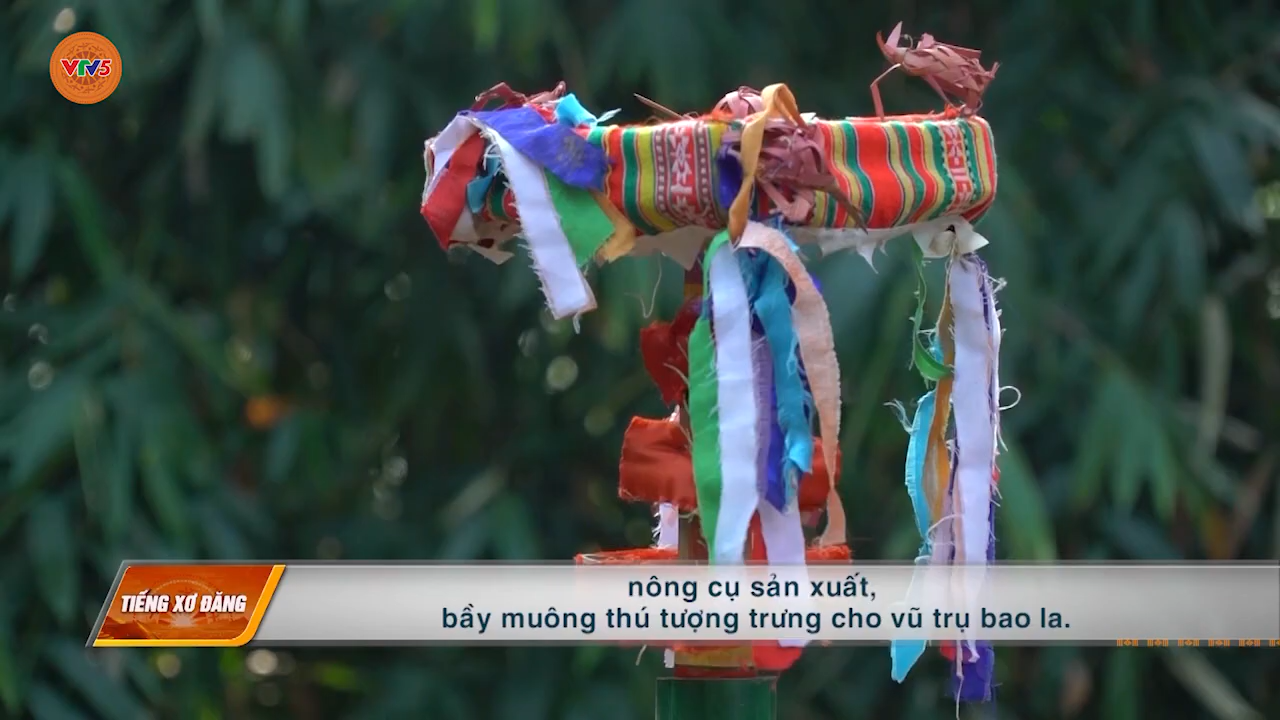 VTV5
nông cụ sản xuất,
TIẾNG XƠ ĐĂNG
bầy muông thú tượng trưng cho vũ trụ bao la.